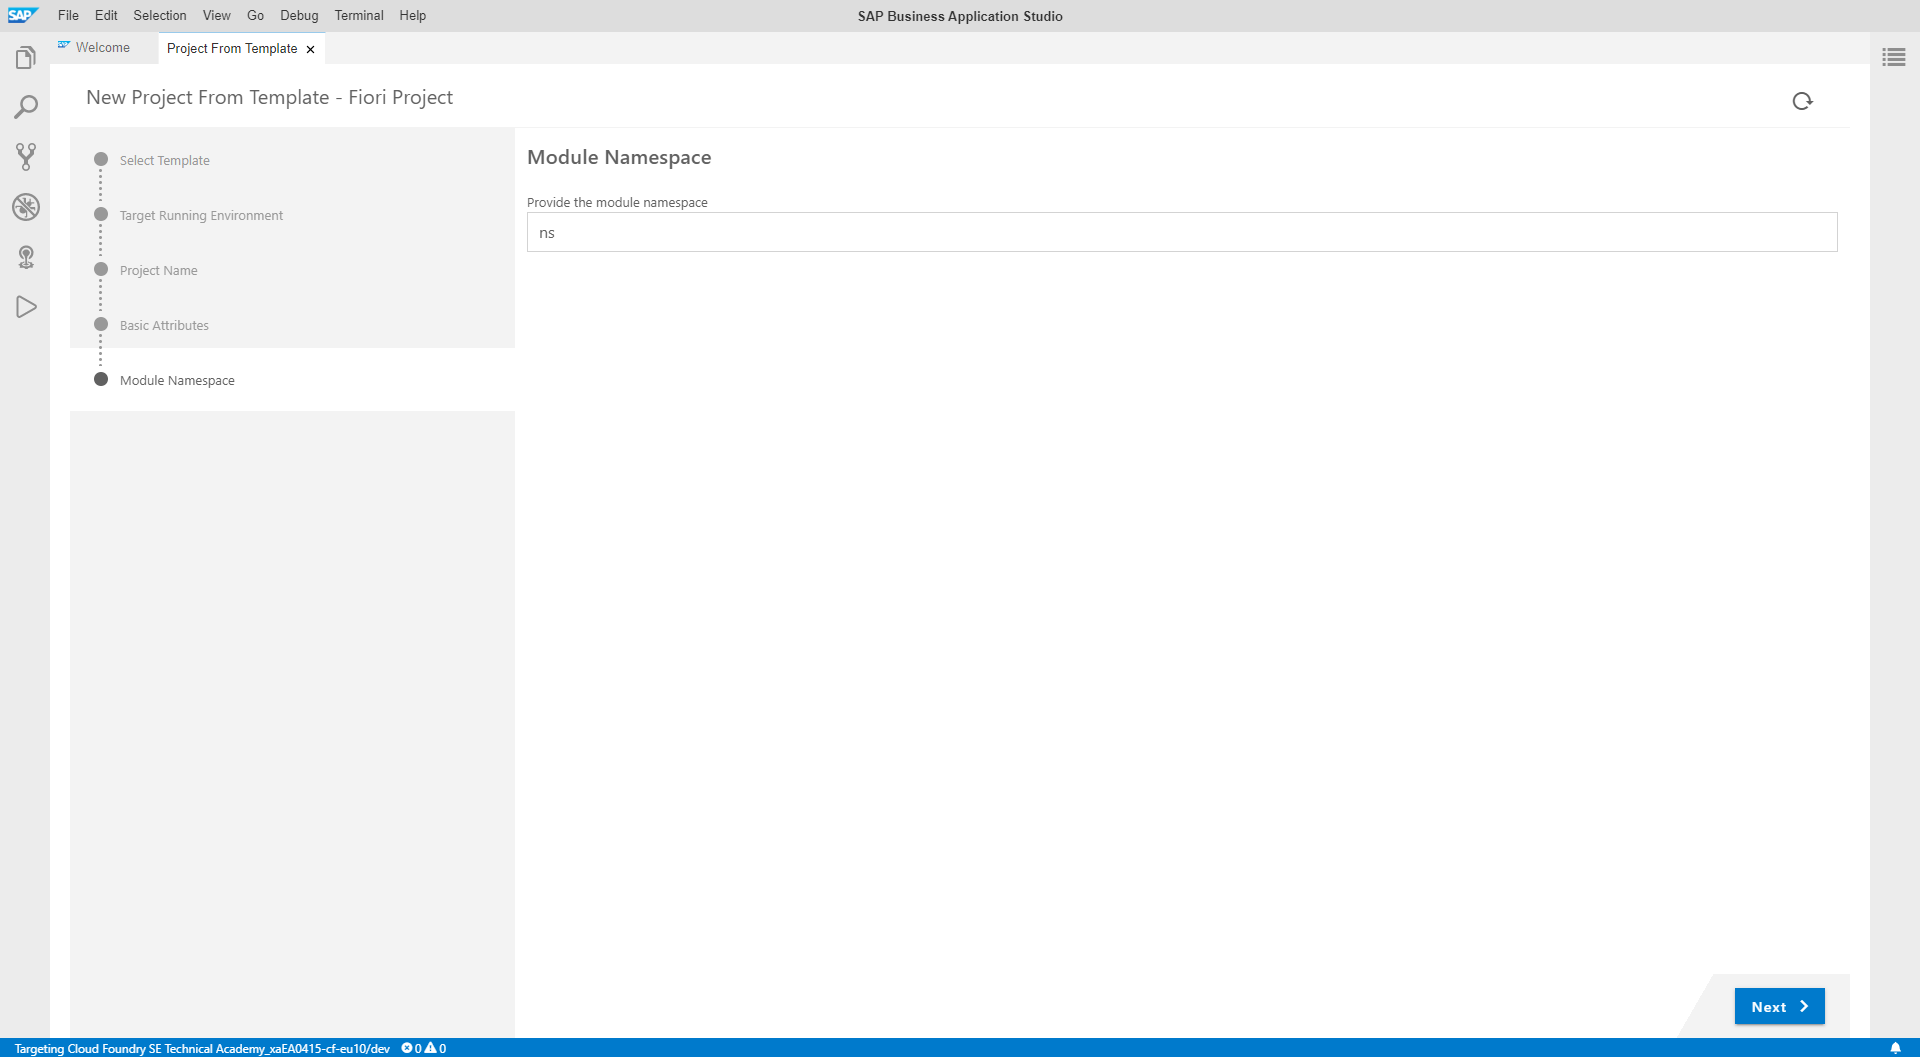 SAP File Edit Selection View Go Debug Terminal Help SAP Business Application Studio
SAP Welcome Project From Template ×
New Project From Template - Fiori Project
Select Template
Target Running Environment
Project Name
Basic Attributes
Module Namespace
Module Namespace
Provide the module namespace
ns
Next
Targeting Cloud Foundry SE Technical Academy_xaEA0415-cf-eu10/dev 0 0